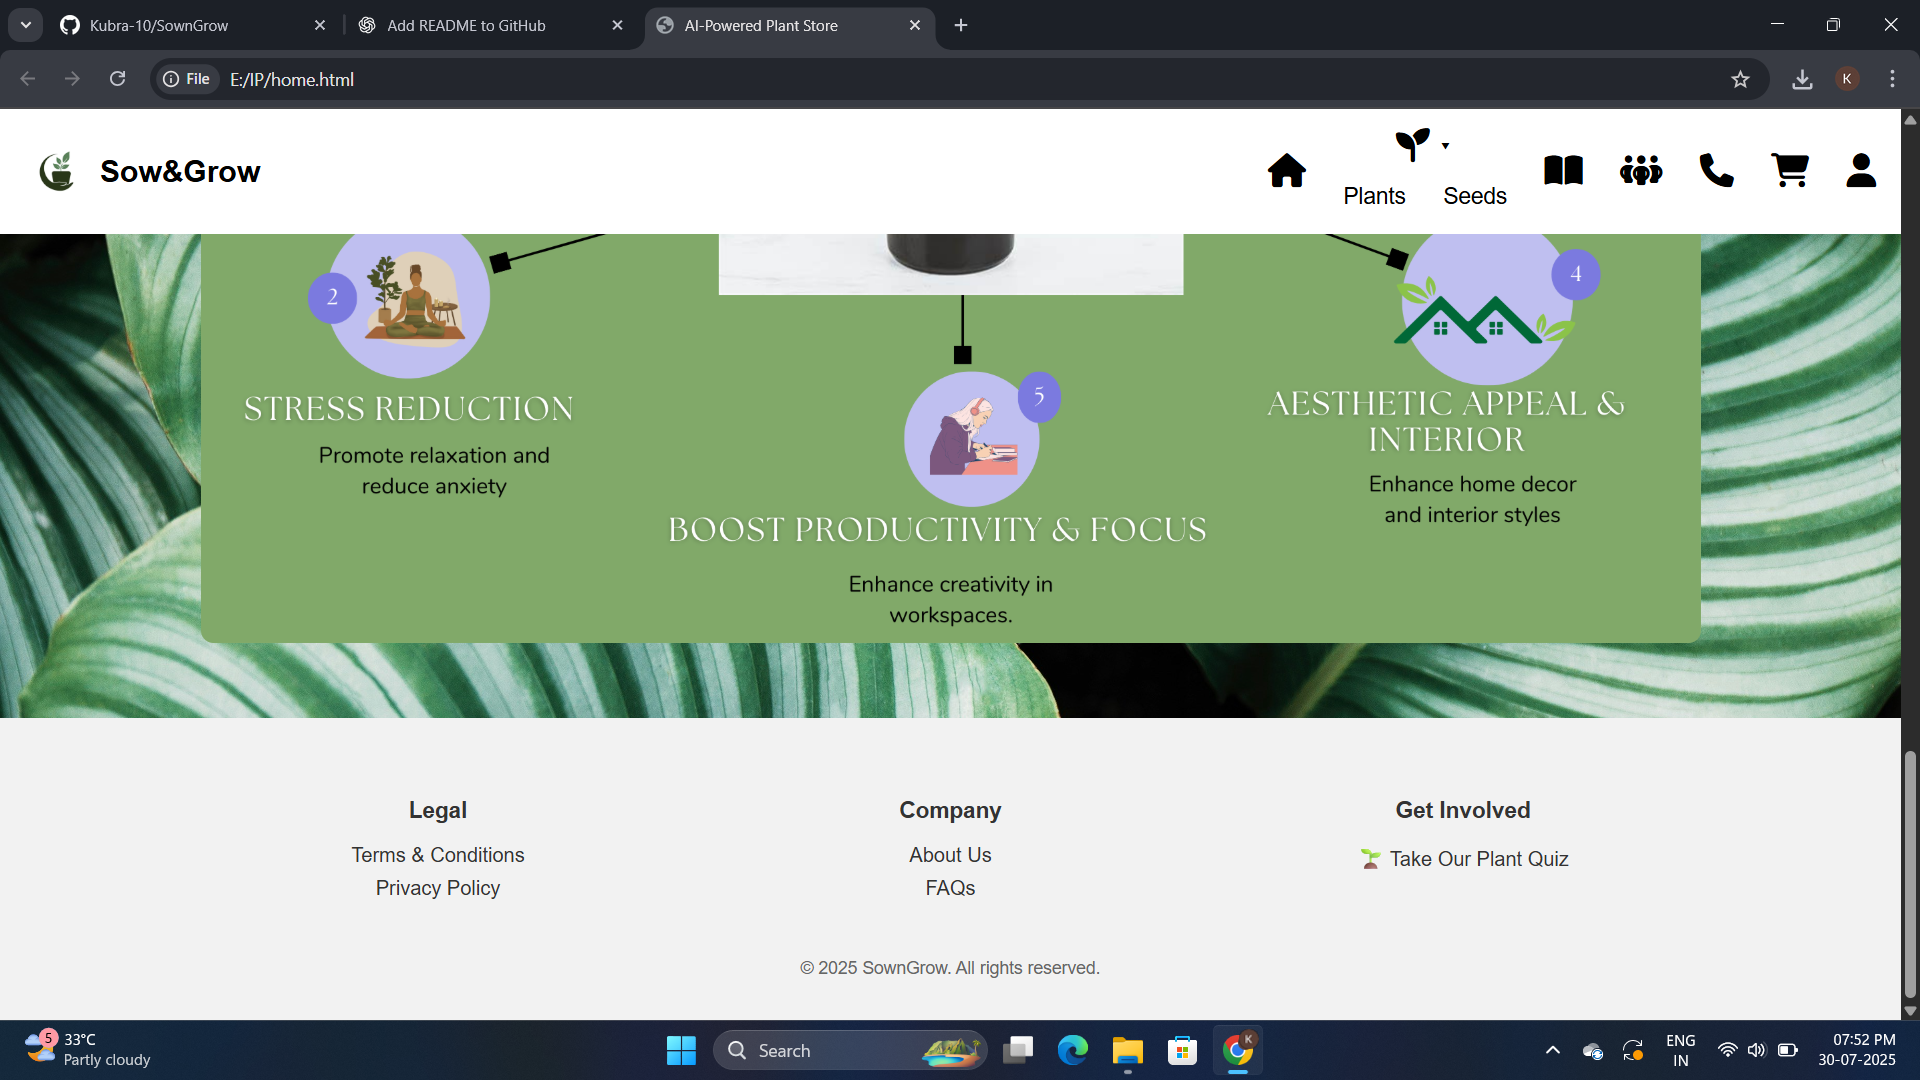 Kubra-10/SownGrow
Add README to GitHub
AI-Powered Plant Store
File
E:/IP/home.html
K
Sow&Grow
Plants
Seeds
2
4
STRESS REDUCTION
Promote relaxation and
reduce anxiety
5
BOOST PRODUCTIVITY & FOCUS
Enhance creativity in
workspaces.
AESTHETIC APPEAL &
INTERIOR
Enhance home decor
and interior styles
Legal
Terms & Conditions
Privacy Policy
Company
About Us
FAQs
Get Involved
Take Our Plant Quiz
© 2025 SownGrow. All rights reserved.
5
33°C
Partly cloudy
Search
K
ENG
IN
07:52 PM
30-07-2025